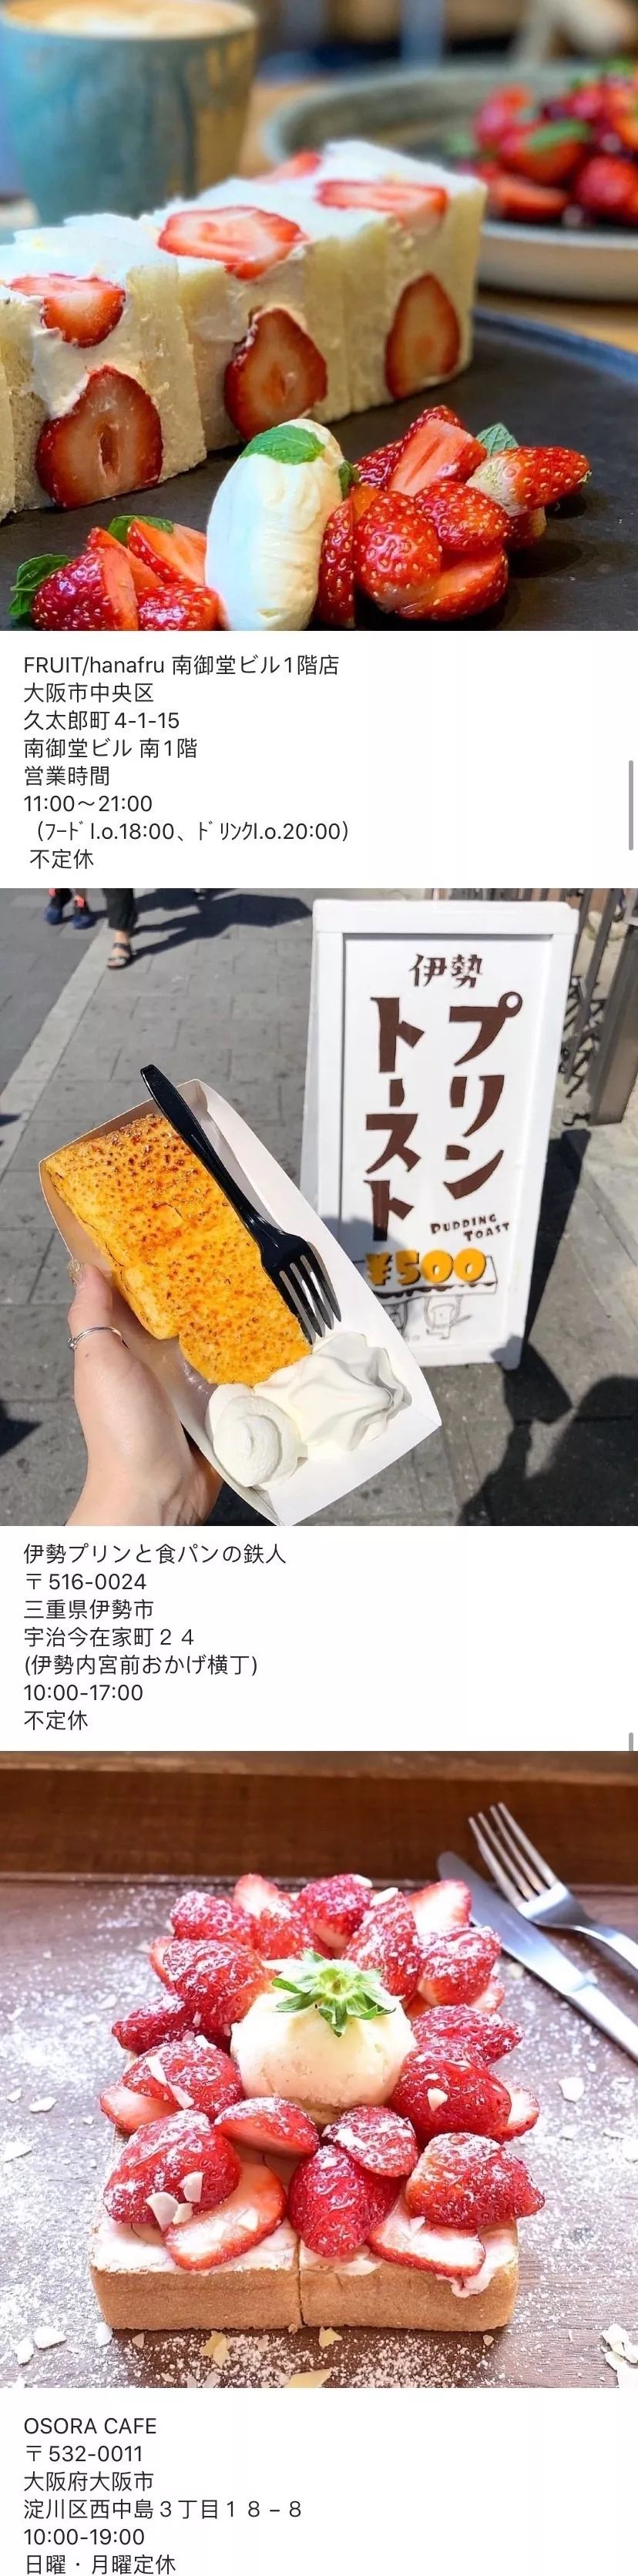 FRUIT/hanafru 南御堂ビル1階店
大阪市中央区
久太郎町4-1-15
南御堂ビル 南1階
営業時間
11:00〜21:00
（ﾌｰﾄﾞl.o.18:00、ﾄﾞﾘﾝｸl.o.20:00）
不定休
伊勢
プリン
トースト
PUDDING
TOAST
¥500
伊勢プリンと食パンの鉄人
〒516-0024
三重県伊勢市
宇治今在家町２４
(伊勢内宮前おかげ横丁)
10:00-17:00
不定休
OSORA CAFE
〒532-0011
大阪府大阪市
淀川区西中島３丁目１８−８
10:00-19:00
日曜・月曜定休